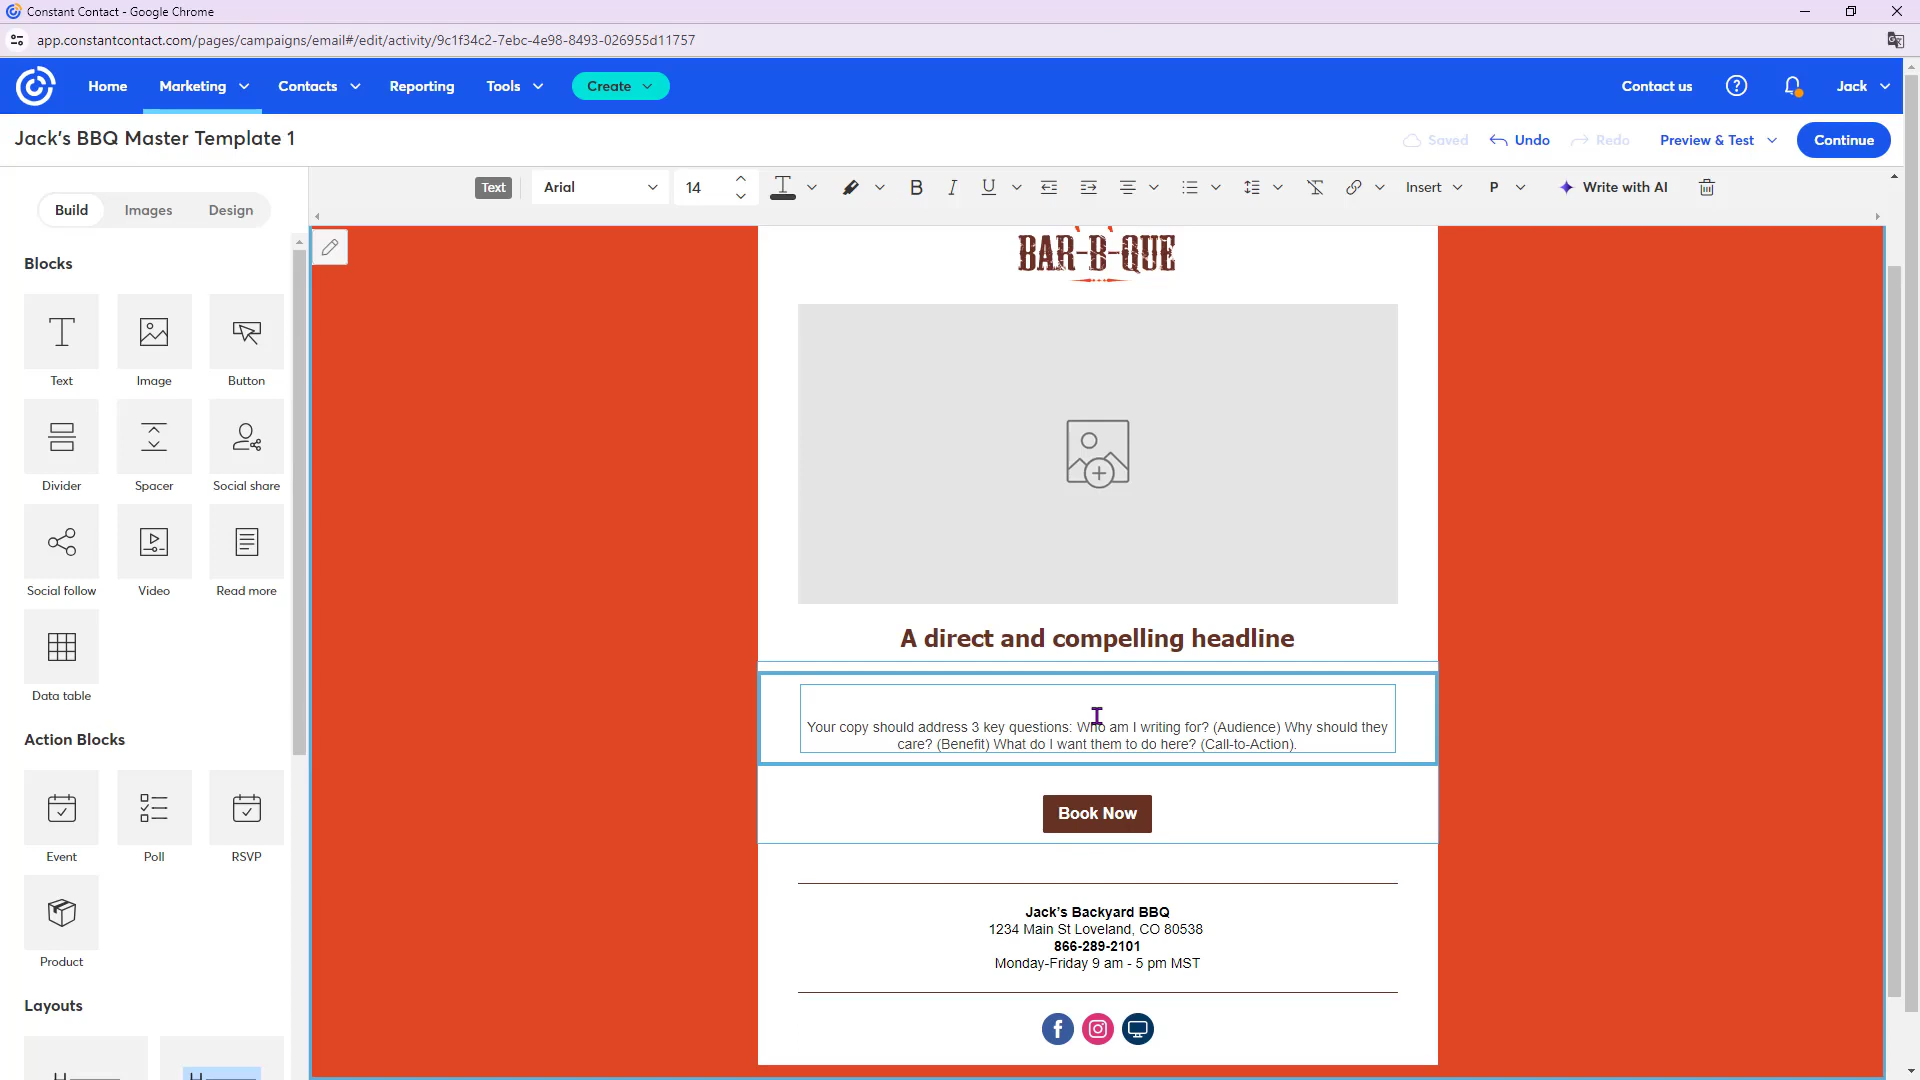 Constant Contact - Google Chrome
app.constantcontact.com/pages/campaigns/email#/edit/activity/9c1f34c2-7ebc-4e98-8493-026955d11757
Home
Marketing
Contacts
Reporting
Tools
Create
Contact us
Jack
Jack's BBQ Master Template 1
Saved
Undo
Redo
Preview & Test
Continue
Build
Images
Design
Text
Arial
14
B
I
U
Insert
P
Write with AI
Blocks
Text
Image
Button
Divider
Spacer
Social share
Social follow
Video
Read more
Data table
Action Blocks
Event
Poll
RSVP
Product
Layouts
BAR-B-QUE
A direct and compelling headline
Your copy should address 3 key questions: Who am I writing for? (Audience) Why should they
care? (Benefit) What do I want them to do here? (Call-to-Action).
Book Now
Jack's Backyard BBQ
1234 Main St Loveland, CO 80538
866-289-2101
Monday-Friday 9 am - 5 pm MST